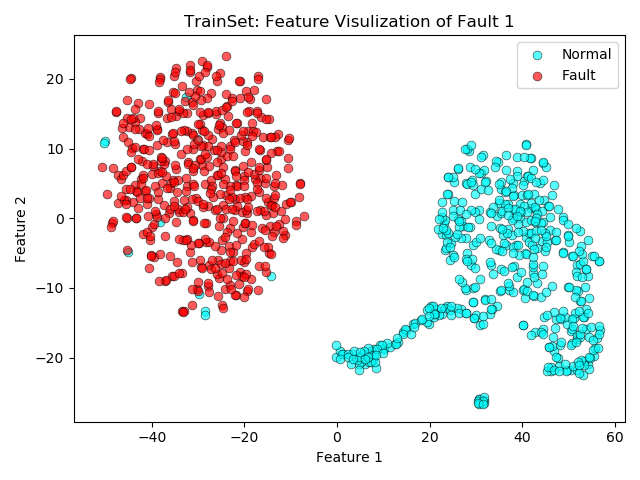 TrainSet: Feature Visulization of Fault 1
Normal
Fault
Feature 2
20
10
0
−10
−20
−40
−20
0
20
40
60
Feature 1